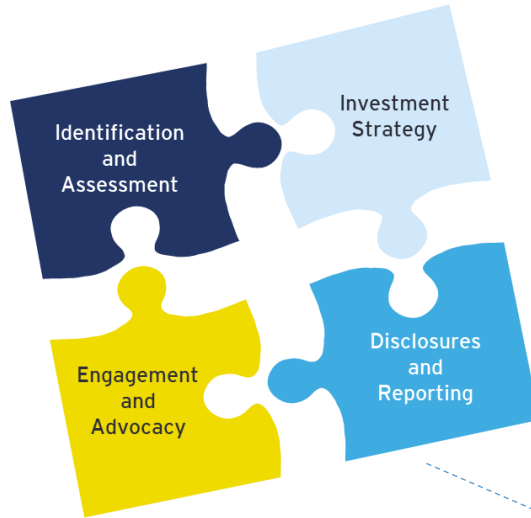 Identification
and
Assessment
Investment
Strategy
Engagement
and
Advocacy
Disclosures
and
Reporting